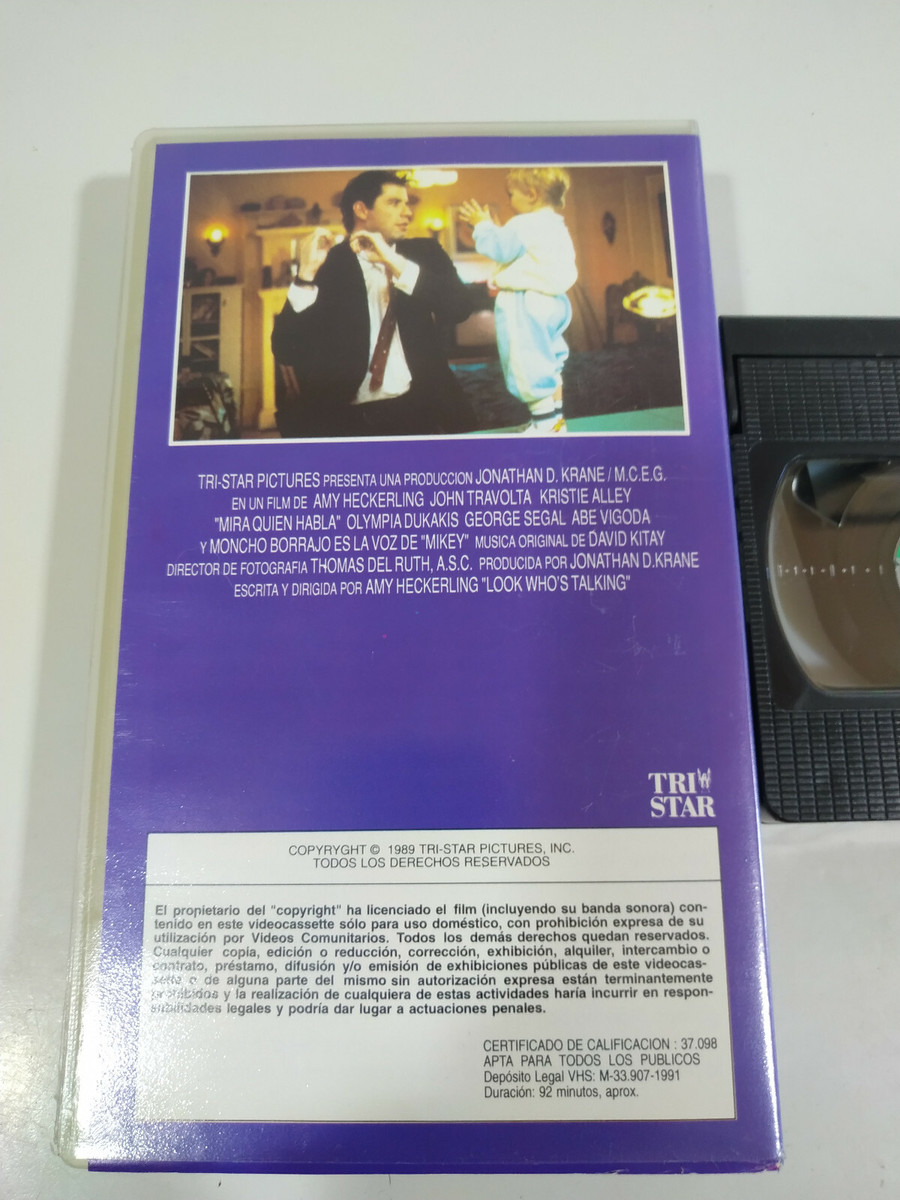 TRI-STAR PICTURES PRESENTA UNA PRODUCCION JONATHAN D. KRANE / M.C.E.G.
EN UN FILM DE AMY HECKERLING JOHN TRAVOLTA KRISTIE ALLEY
"MIRA QUIEN HABLA" OLYMPIA DUKAKIS GEORGE SEGAL ABE VIGODA
Y MONCHO BORRAJO ES LA VOZ DE "MIKEY" MUSICA ORIGINAL DE DAVID KITAY
DIRECTOR DE FOTOGRAFIA THOMAS DEL RUTH, A.S.C. PRODUCIDA POR JONATHAN D.KRANE
ESCRITA Y DIRIGIDA POR AMY HECKERLING "LOOK WHO'S TALKING"
TRI
STAR
COPYRYGHT © 1989 TRI-STAR PICTURES, INC.
TODOS LOS DERECHOS RESERVADOS
El propietario del "copyright" ha licenciado el film (incluyendo su banda sonora) con-
tenido en este videocassette sólo para uso doméstico, con prohibición expresa de su
utilización por Videos Comunitarios. Todos los demás derechos quedan reservados.
Cualquier copia, edición o reducción, corrección, exhibición, alquiler, intercambio o
contrato, préstamo, difusión y/o emisión de exhibiciones públicas de este videocas-
sette o de alguna parte del mismo sin autorización expresa están terminantemente
prohibidos y la realización de cualquiera de estas actividades haría incurrir en respon-
sabilidades legales y podría dar lugar a actuaciones penales.
CERTIFICADO DE CALIFICACION : 37.098
APTA PARA TODOS LOS PUBLICOS
Depósito Legal VHS: M-33.907-1991
Duración: 92 minutos, aprox.